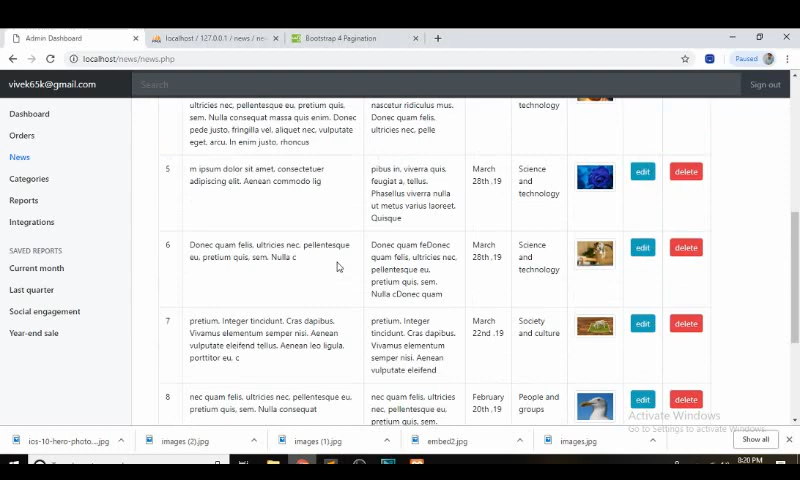 Admin Dashboard
localhost / 127.0.0.1 / news / ne
Bootstrap 4 Pagination
localhost/news/news.php
Paused
vivek65k@gmail.com
Search
Sign out
Dashboard
Orders
News
Categories
Reports
Integrations
SAVED REPORTS
Current month
Last quarter
Social engagement
Year-end sale
ultricies nec, pellentesque eu, pretium quis,
sem. Nulla consequat massa quis enim. Donec
pede justo, fringilla vel, aliquet nec, vulputate
eget, arcu. In enim justo, rhoncus
nascetur ridiculus mus.
Donec quam felis,
ultricies nec, pelle
technology
5
m ipsum dolor sit amet, consectetuer
adipiscing elit. Aenean commodo lig
pibus in, viverra quis,
feugiat a, tellus.
Phasellus viverra nulla
ut metus varius laoreet.
Quisque
March
28th ,19
Science
and
technology
edit
delete
6
Donec quam felis, ultricies nec, pellentesque
eu, pretium quis, sem. Nulla c
Donec quam feDonec
quam felis, ultricies nec,
pellentesque eu,
pretium quis, sem.
Nulla cDonec quam
March
28th ,19
Science
and
technology
edit
delete
7
pretium. Integer tincidunt. Cras dapibus.
Vivamus elementum semper nisi. Aenean
vulputate eleifend tellus. Aenean leo ligula,
porttitor eu, c
pretium. Integer
tincidunt. Cras dapibus.
Vivamus elementum
semper nisi. Aenean
vulputate eleifend
March
22nd ,19
Society
and culture
edit
delete
8
nec quam felis, ultricies nec, pellentesque eu,
pretium quis, sem. Nulla consequat
nec quam felis, ultricies
nec, pellentesque eu,
pretium quis, sem.
February
20th ,19
People and
groups
edit
delete
Activate Windows
Go to Settings to activate Windows.
ios-10-hero-photo....jpg
images (2).jpg
images (1).jpg
embed2.jpg
images.jpg
Show all
8:20 PM